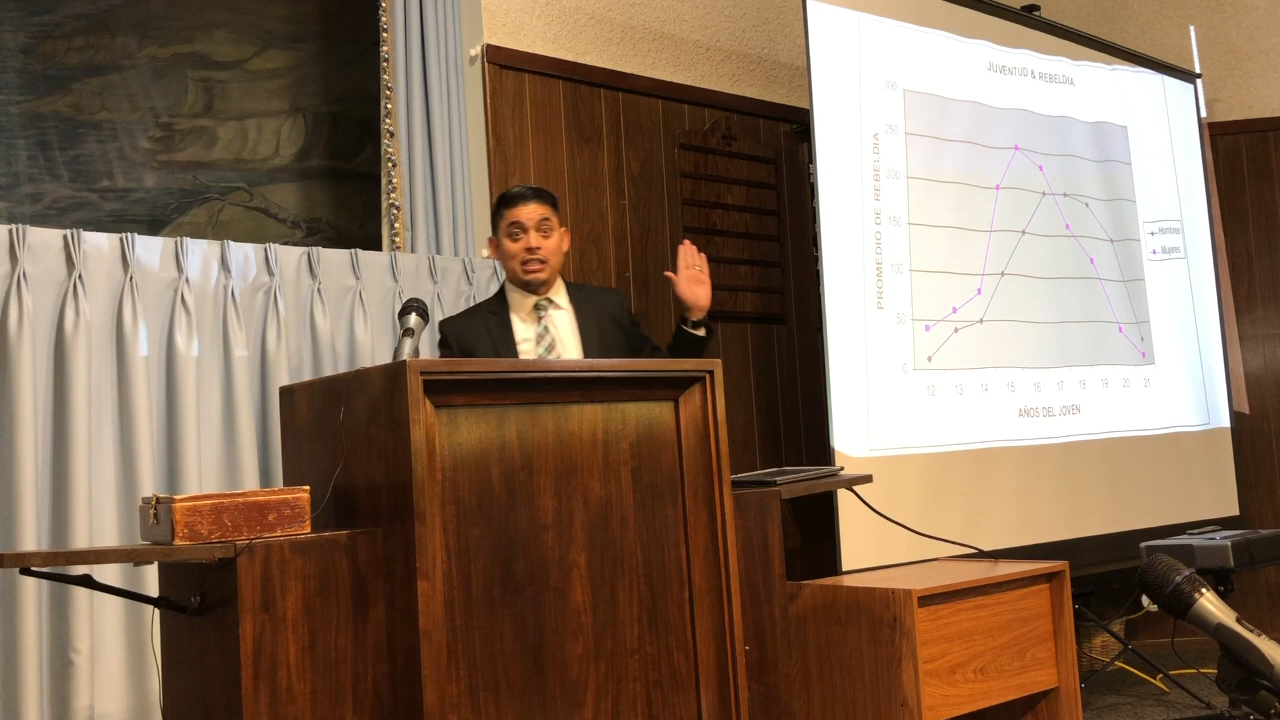 JUVENTUD & REBELDIA
PROMEDIO DE REBELDIA
300
250
200
150
100
50
0
12 13 14 15 16 17 18 19 20 21
AÑOS DEL JOVEN
Hombres
Mujeres